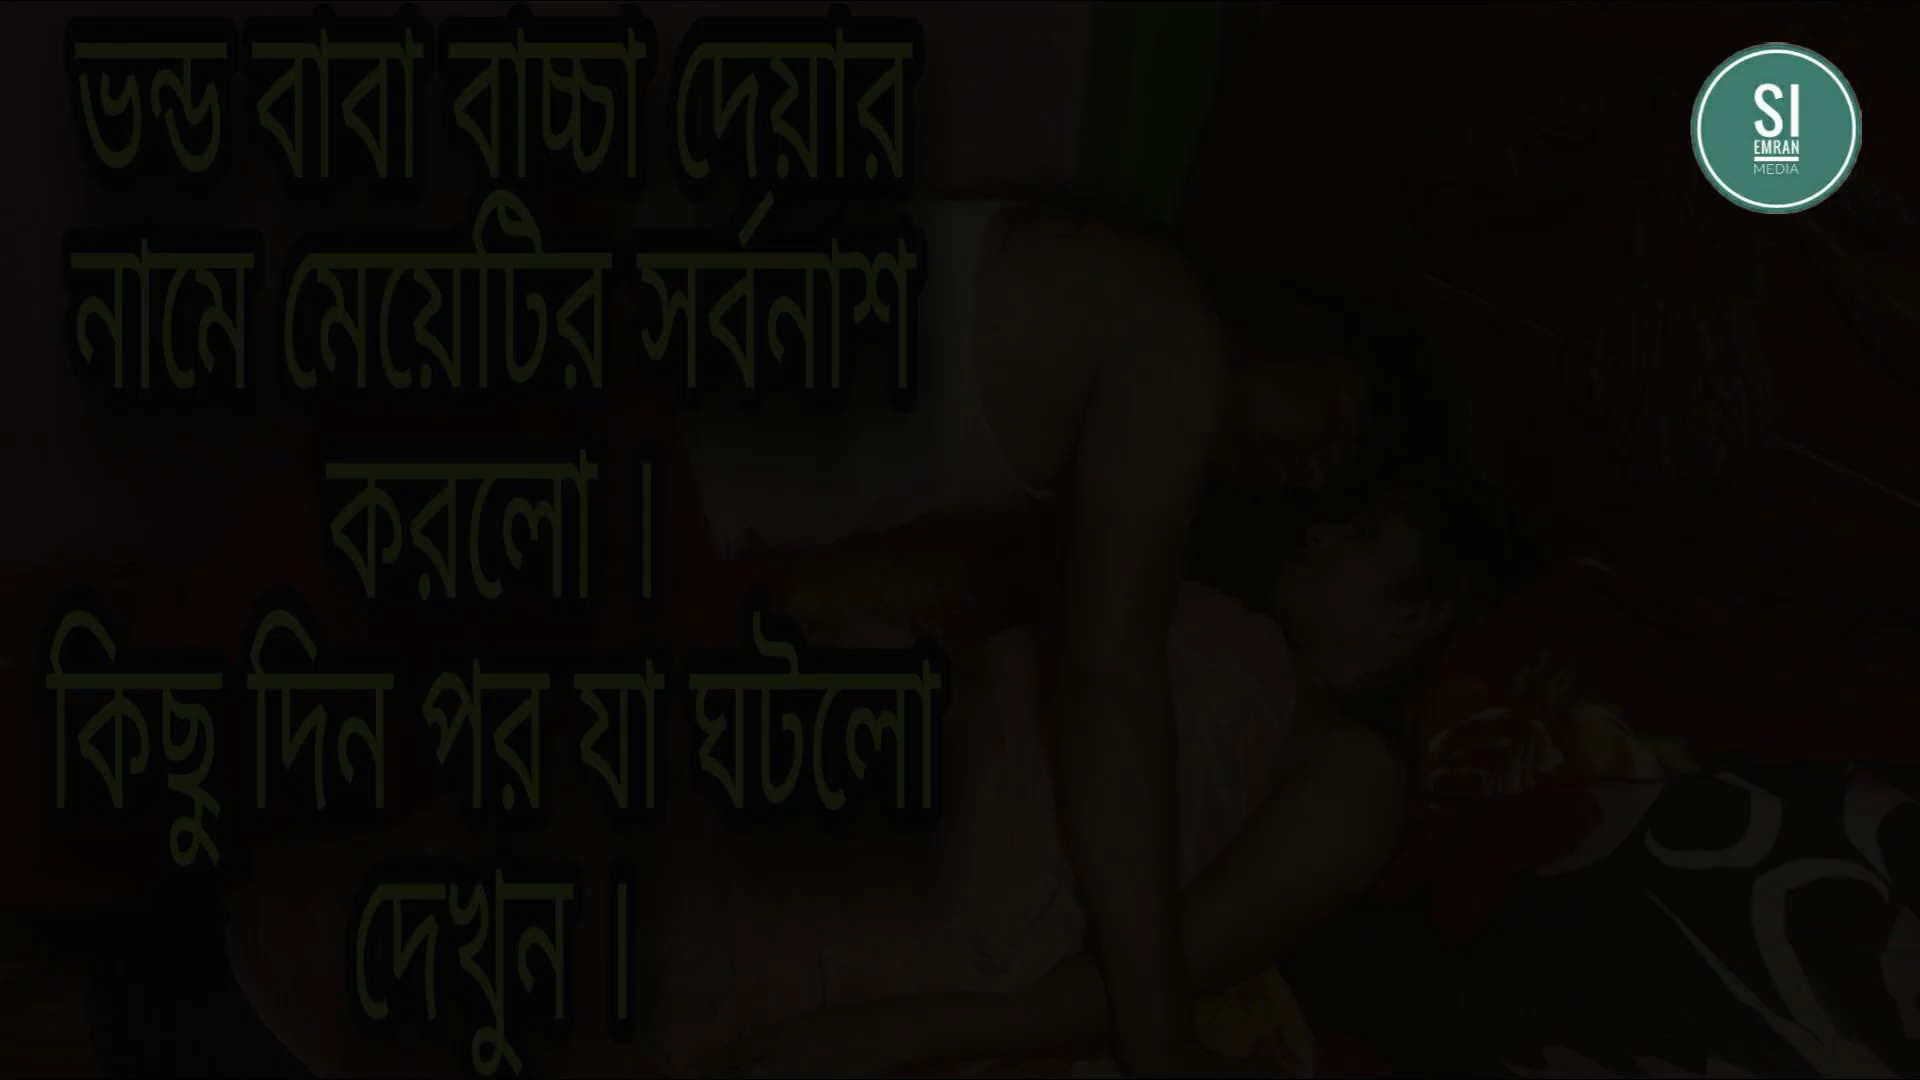 ভন্ড বাবা বাচ্চা দেয়ার
নামে মেয়েটির সর্বনাশ
করলো ।
কিছু দিন পর যা ঘটলো
দেখুন ।
SI
EMRAN
MEDIA